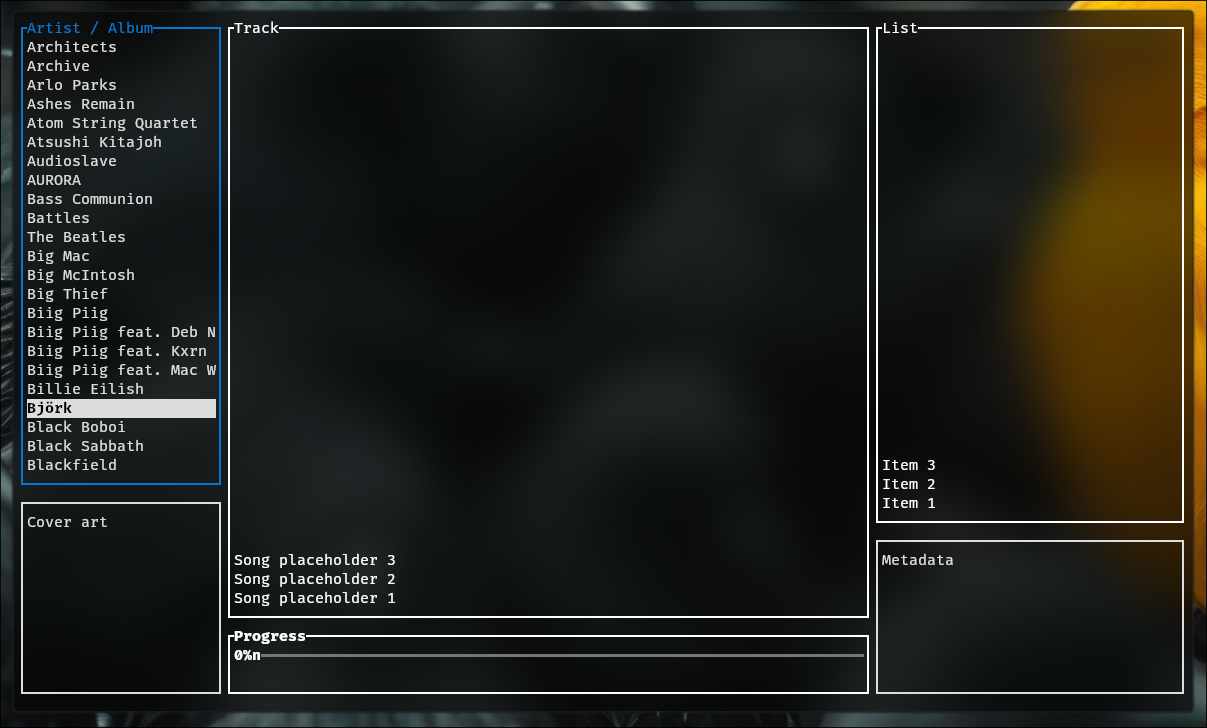 Artist / Album
Architects
Archive
Arlo Parks
Ashes Remain
Atom String Quartet
Atsushi Kitajoh
Audioslave
AURORA
Bass Communion
Battles
The Beatles
Big Mac
Big McIntosh
Big Thief
Biig Piig
Biig Piig feat. Deb N
Biig Piig feat. Kxrn
Biig Piig feat. Mac W
Billie Eilish
Björk
Black Boboi
Black Sabbath
Blackfield
Cover art
Track
Song placeholder 3
Song placeholder 2
Song placeholder 1
Progress
0%n
List
Item 3
Item 2
Item 1
Metadata